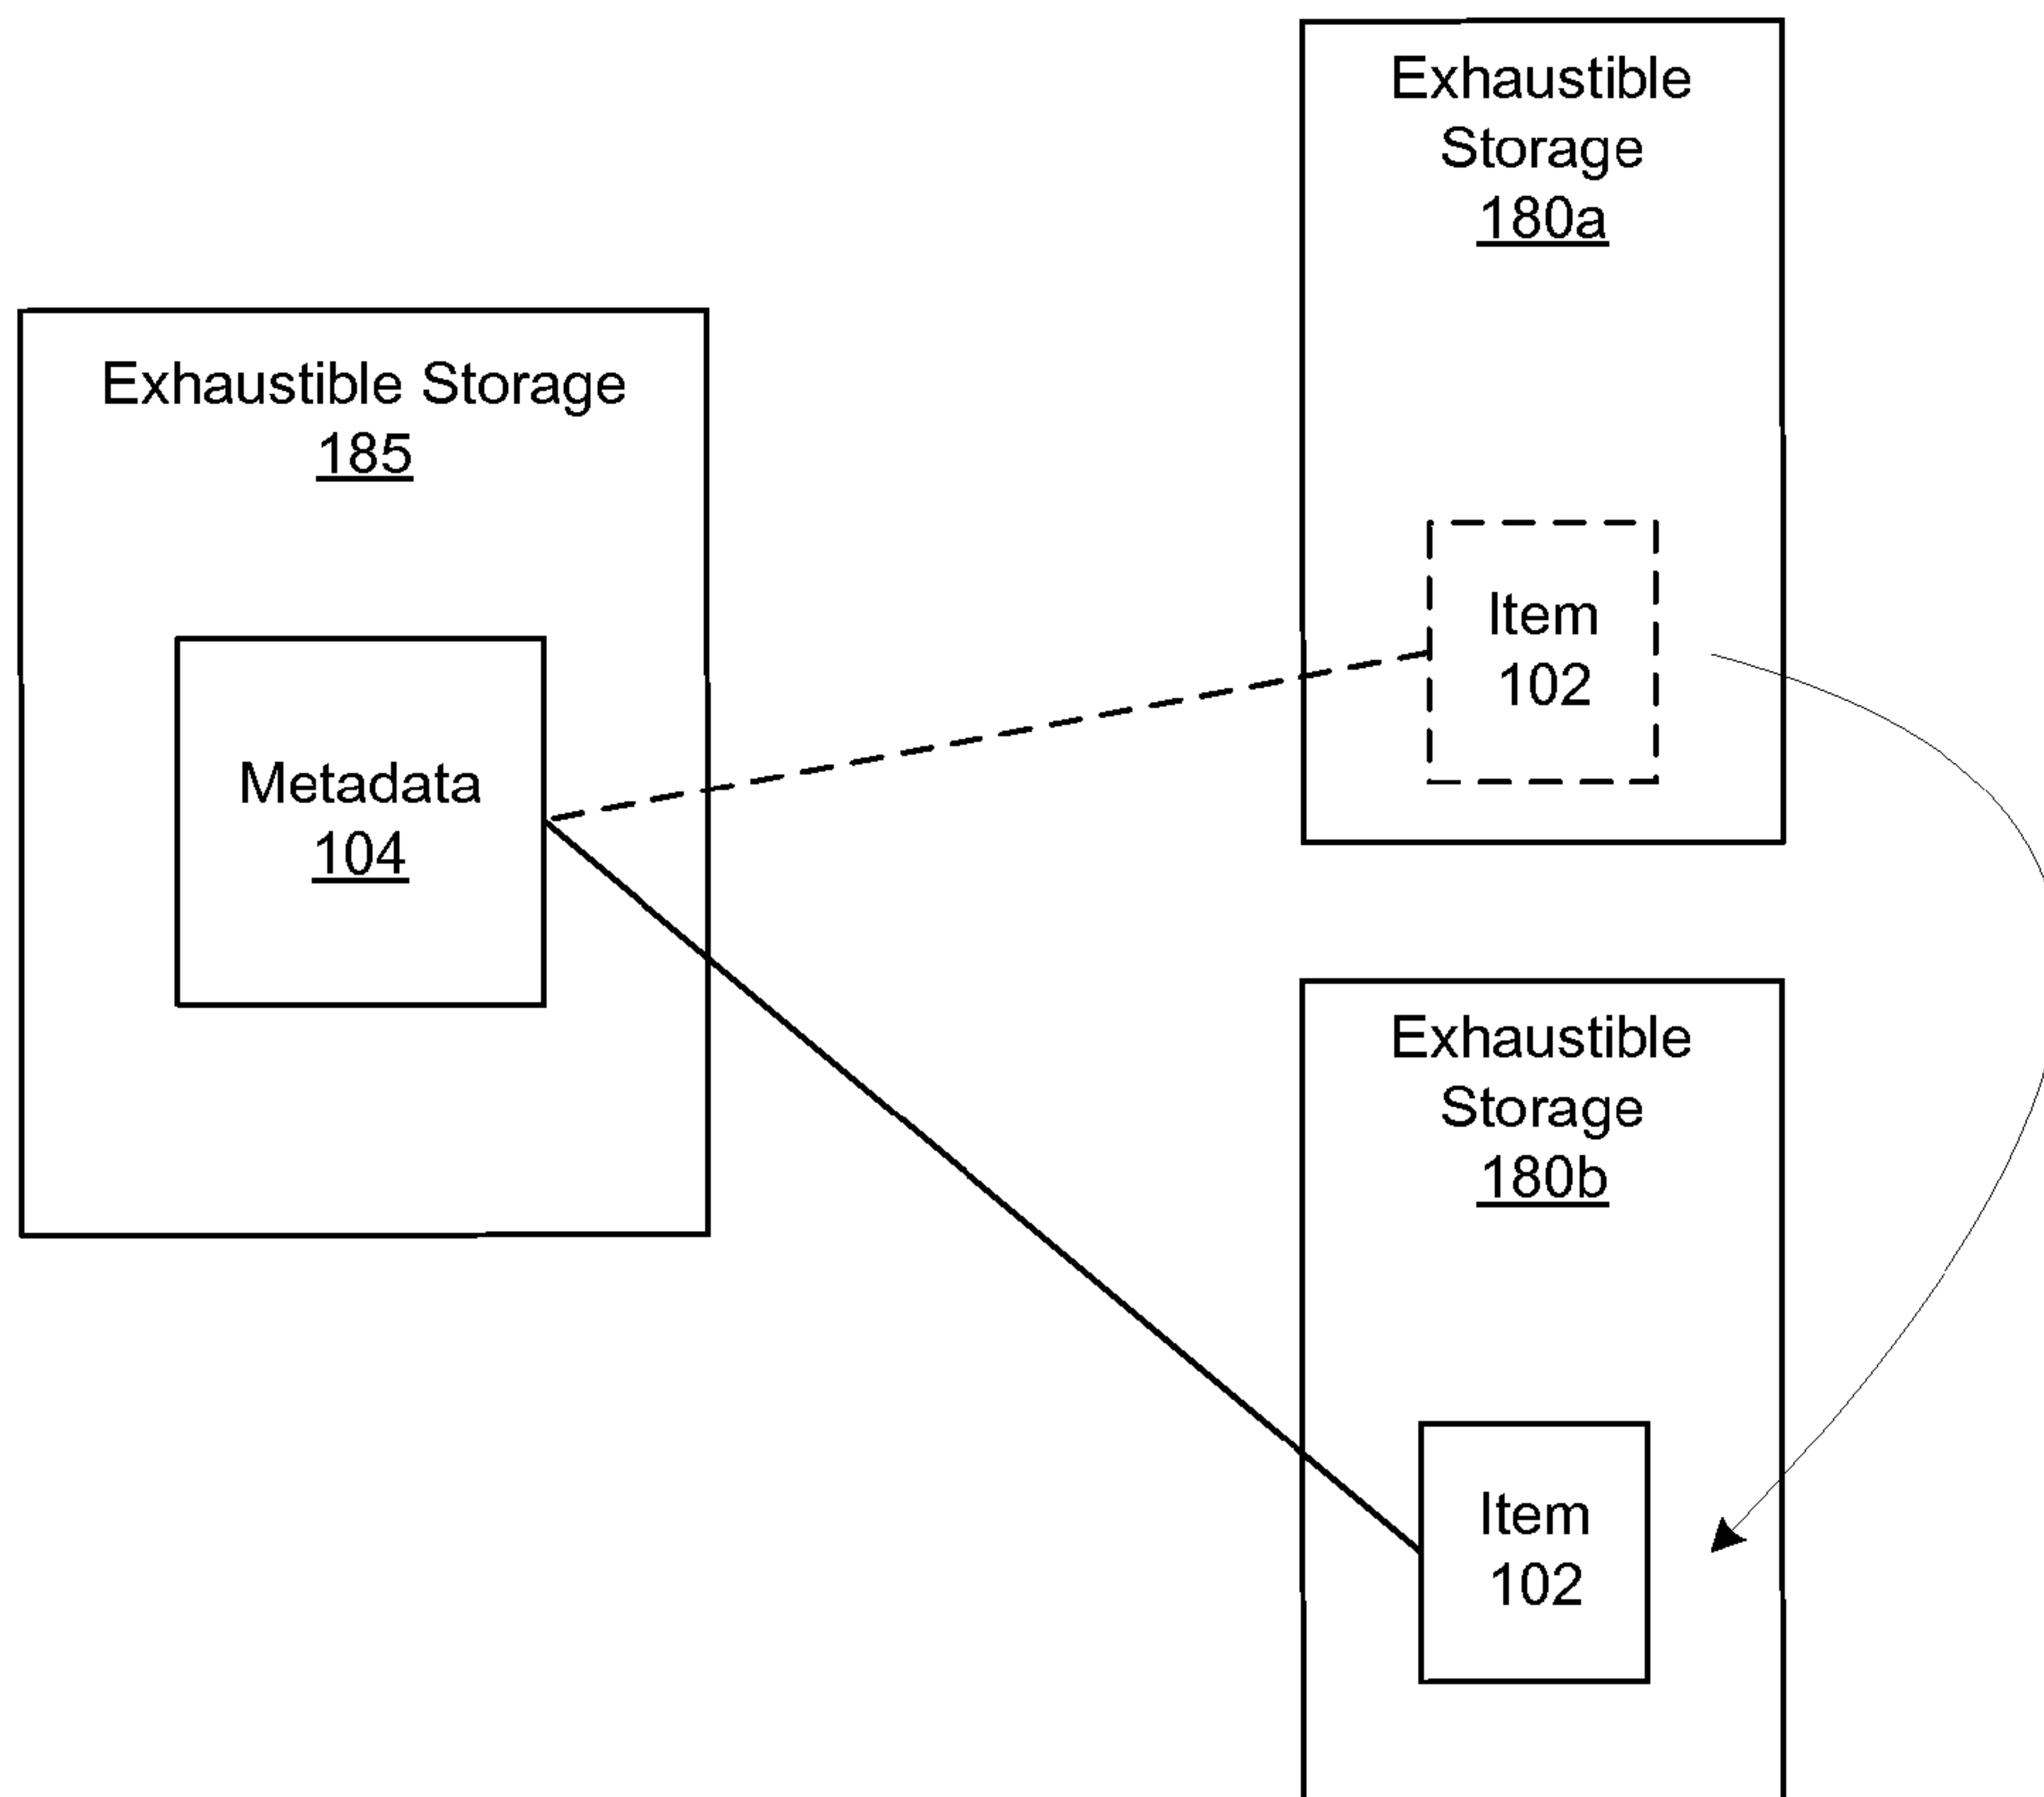 Exhaustible Storage
185
Metadata
104
Exhaustible
Storage
180a
Item
102
Exhaustible
Storage
180b
Item
102